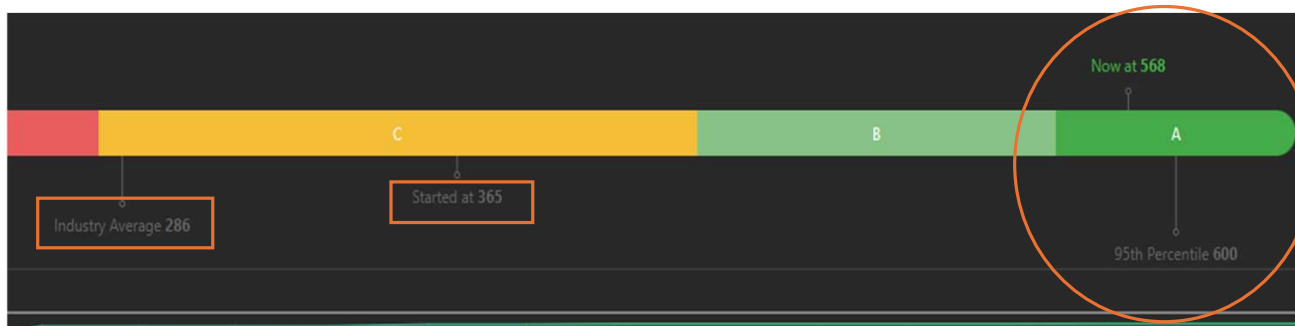 Now at 568
C
B
A
Started at 365
Industry Average 286
95th Percentile 600